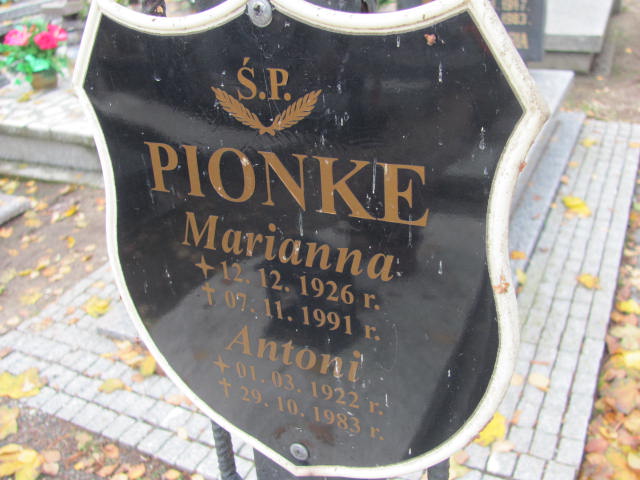 Ś.P.
PIONKE
Marianna
12. 12. 1926 r.
† 07. 11. 1991 r.
Antoni
01. 03. 1922 r.
† 29. 10. 1983 r.